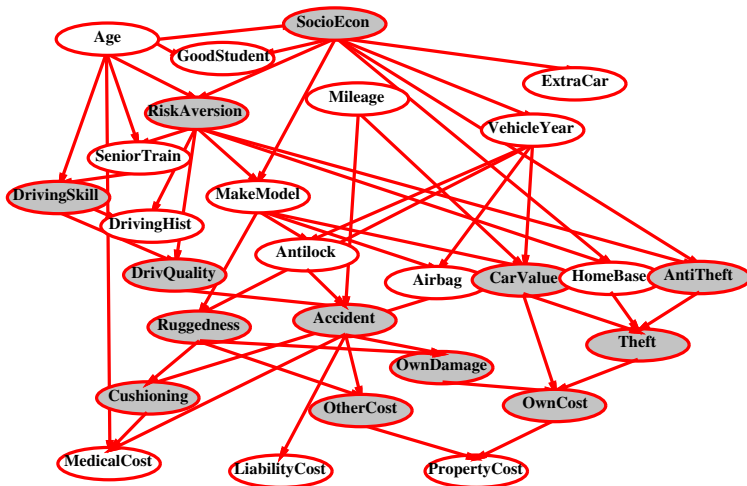 SocioEcon
Age
GoodStudent
ExtraCar
Mileage
RiskAversion
VehicleYear
SeniorTrain
DrivingSkill
MakeModel
DrivingHist
Antilock
DrivQuality
Airbag
CarValue
HomeBase
AntiTheft
Ruggedness
Accident
Theft
OwnDamage
Cushioning
OtherCost
OwnCost
MedicalCost
LiabilityCost
PropertyCost